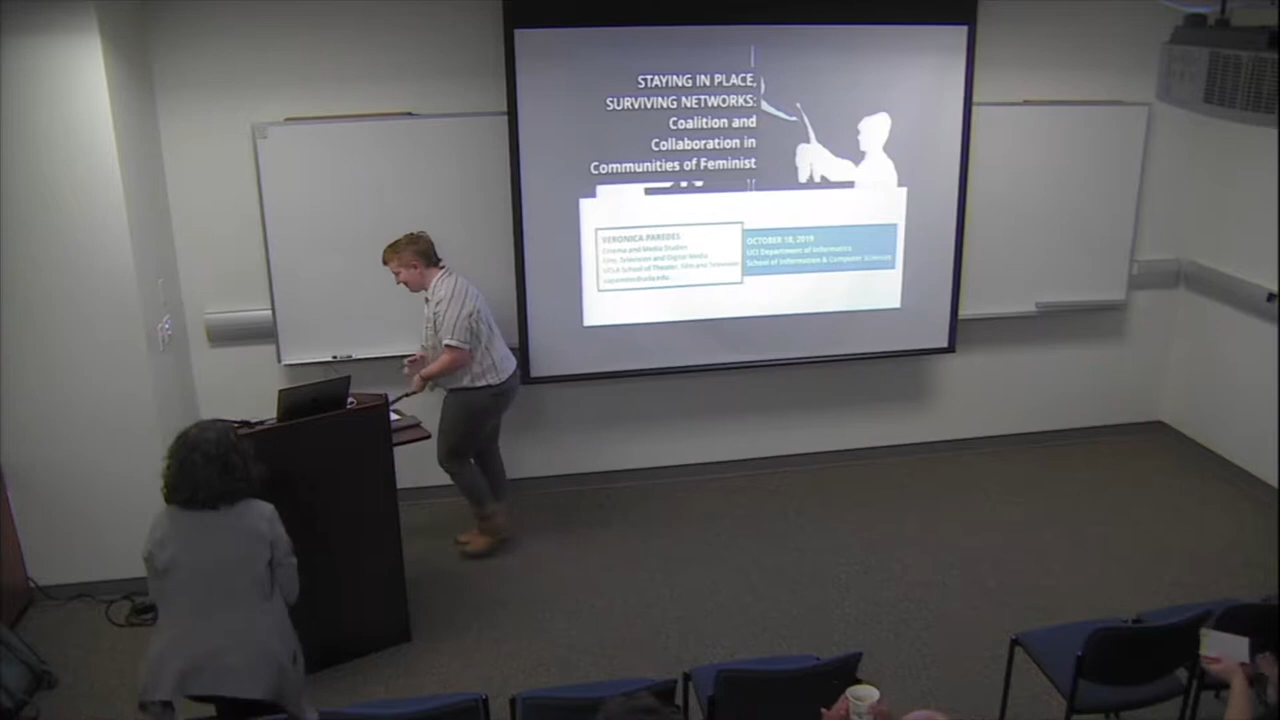 STAYING IN PLACE,
SURVIVING NETWORKS:
Coalition and
Collaboration in
Communities of Feminist
VERONICA PAREDES
Cinema and Media Studies
Film, Television and Digital Media
UCLA School of Theater, Film and Television
OCTOBER 18, 2019
UCI Department of Informatics
School of Information & Computer Sciences